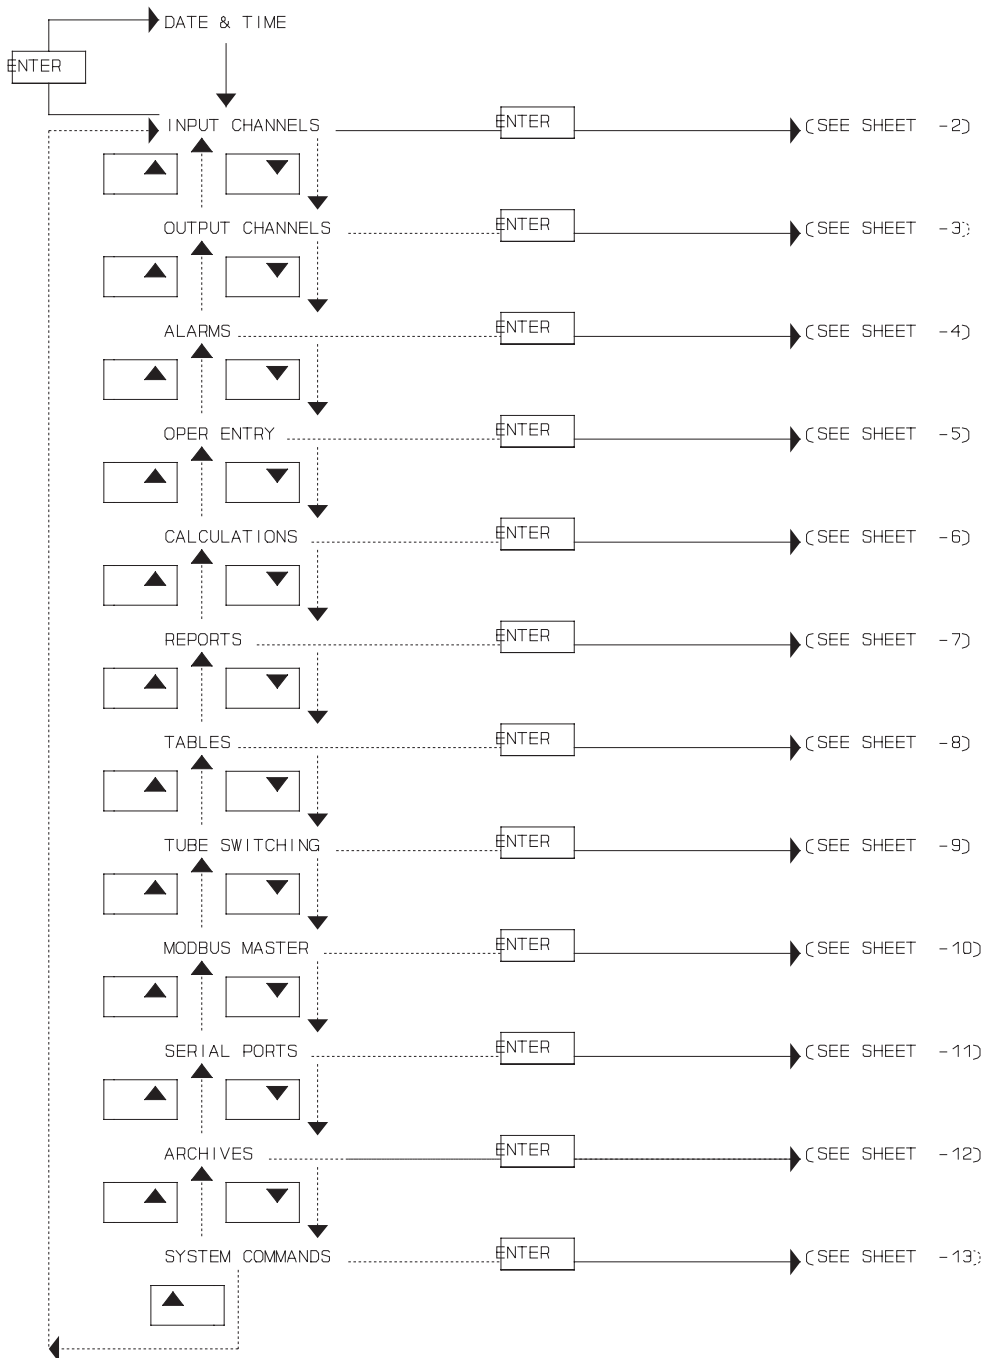 DATE & TIME
ENTER
INPUT CHANNELS ENTER (SEE SHEET -2)
OUTPUT CHANNELS ENTER (SEE SHEET -3)
ALARMS ENTER (SEE SHEET -4)
OPER ENTRY ENTER (SEE SHEET -5)
CALCULATIONS ENTER (SEE SHEET -6)
REPORTS ENTER (SEE SHEET -7)
TABLES ENTER (SEE SHEET -8)
TUBE SWITCHING ENTER (SEE SHEET -9)
MODBUS MASTER ENTER (SEE SHEET -10)
SERIAL PORTS ENTER (SEE SHEET -11)
ARCHIVES ENTER (SEE SHEET -12)
SYSTEM COMMANDS ENTER (SEE SHEET -13)